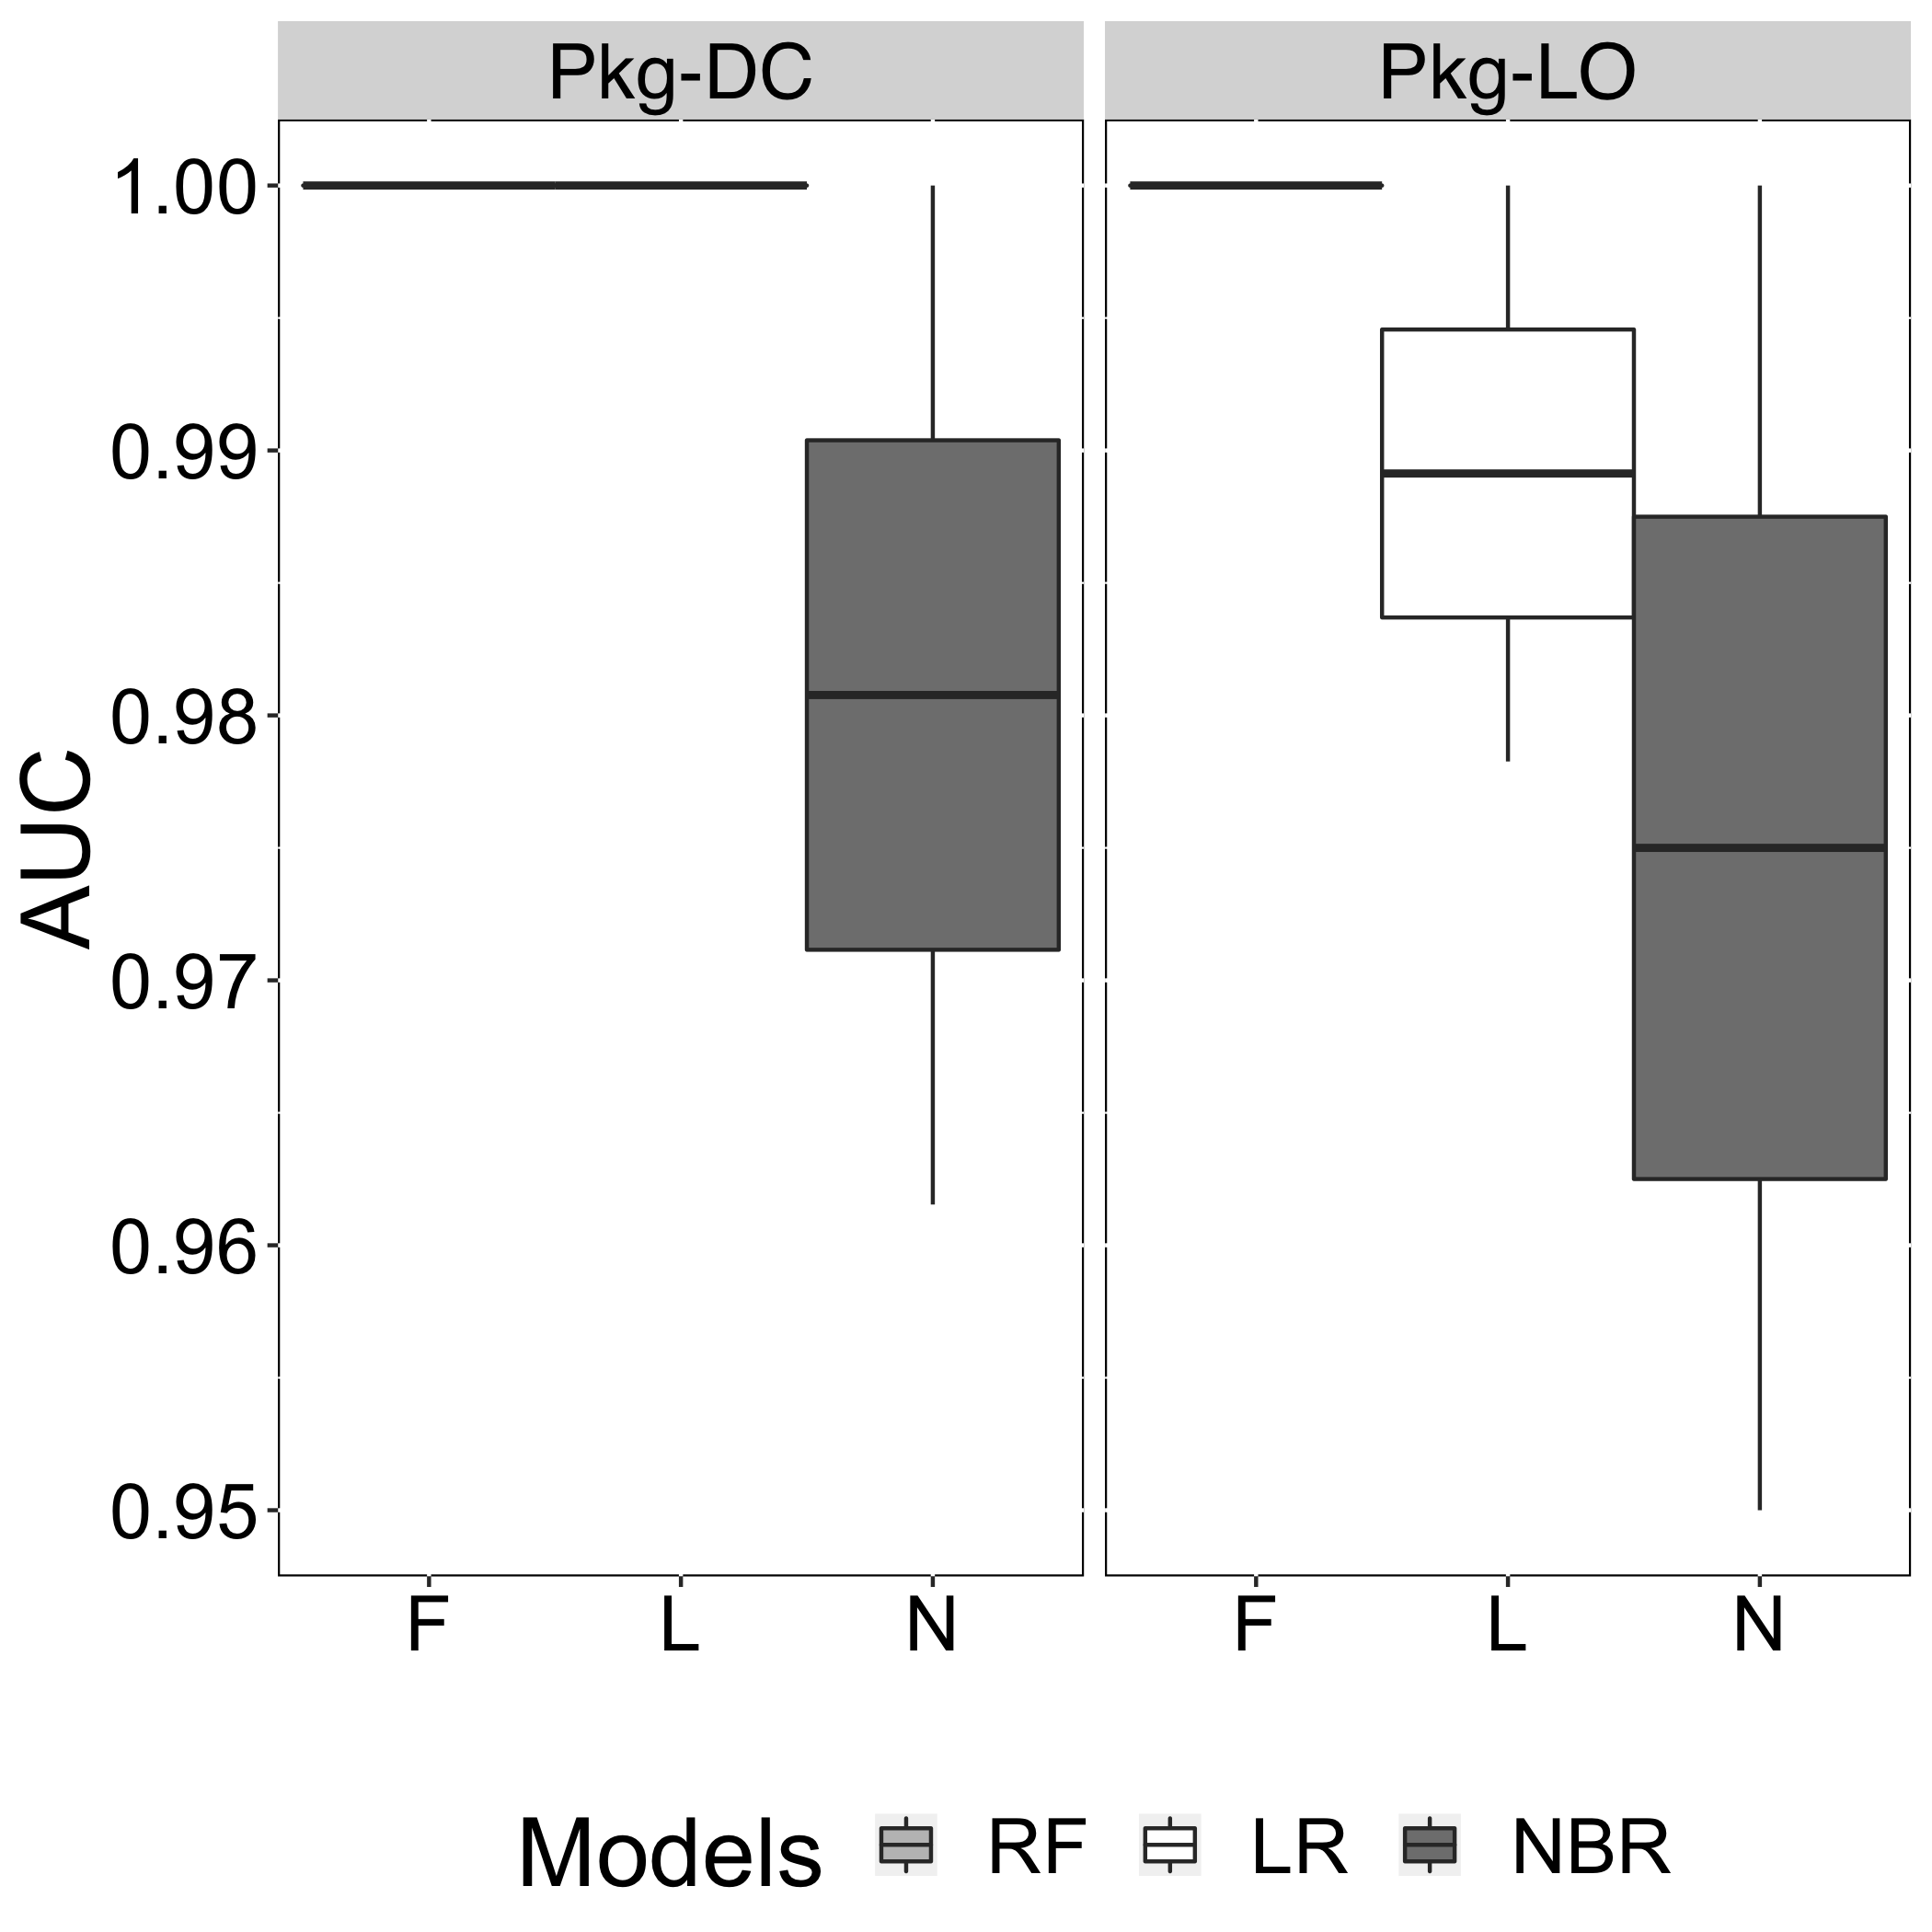 Pkg-DC Pkg-LO
1.00
0.99
0.98
0.97
0.96
0.95
AUC
F L N F L N
Models RF LR NBR